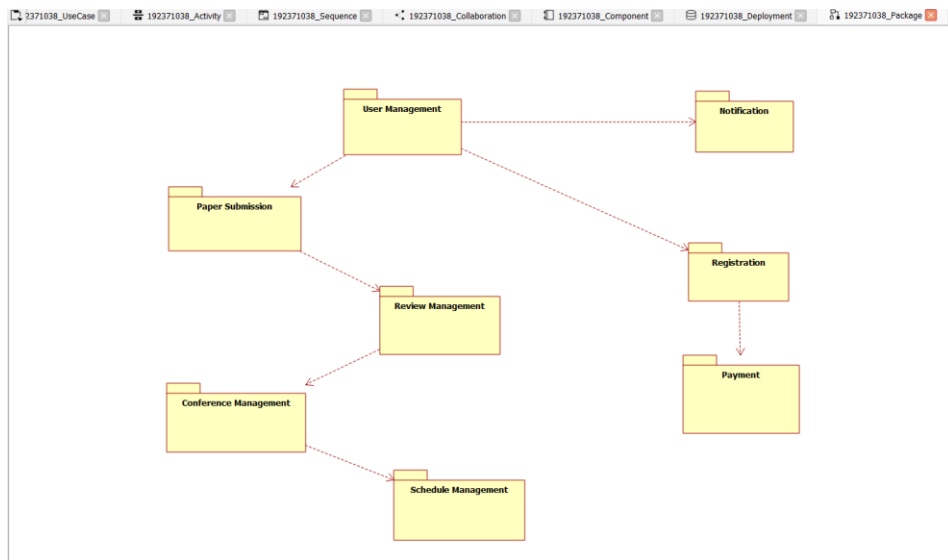 2371038_UseCase
192371038_Activity
192371038_Sequence
192371038_Collaboration
192371038_Component
192371038_Deployment
192371038_Package
User Management
Notification
Paper Submission
Registration
Review Management
Payment
Conference Management
Schedule Management